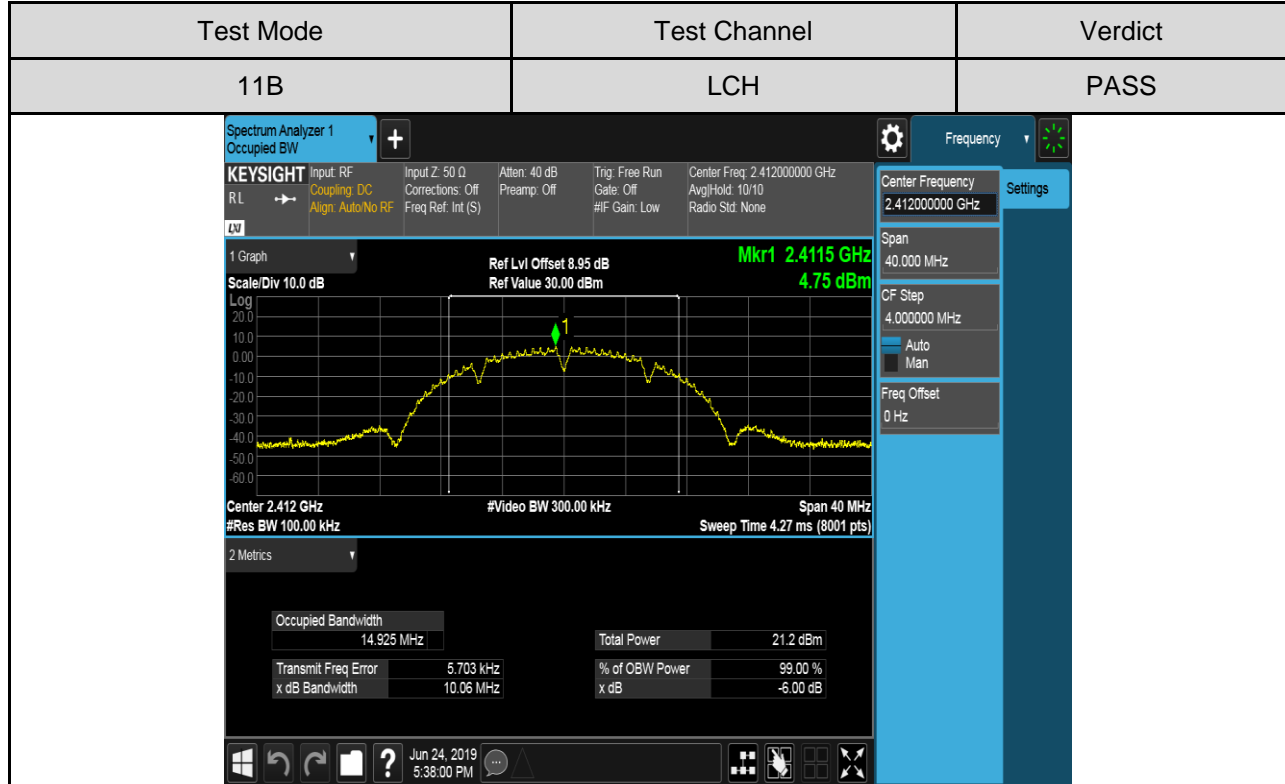 Test Mode Test Channel Verdict
11B LCH PASS
Spectrum Analyzer 1
Occupied BW
+
Frequency
KEYSIGHT Input: RF Input Z: 50 Ω Atten: 40 dB Trig: Free Run Center Freq: 2.412000000 GHz
RL Coupling: DC Corrections: Off Preamp: Off Gate: Off Avg|Hold: 10/10
Align: Auto/No RF Freq Ref: Int (S) #IF Gain: Low Radio Std: None
LXI
Center Frequency
2.412000000 GHz
Settings
Span
40.000 MHz
CF Step
4.000000 MHz
Auto
Man
Freq Offset
0 Hz
1 Graph
Ref Lvl Offset 8.95 dB Mkr1 2.4115 GHz
Scale/Div 10.0 dB Ref Value 30.00 dBm 4.75 dBm
Log
20.0
10.0
0.00
-10.0
-20.0
-30.0
-40.0
-50.0
-60.0
1
Center 2.412 GHz #Video BW 300.00 kHz Span 40 MHz
#Res BW 100.00 kHz Sweep Time 4.27 ms (8001 pts)
2 Metrics
Occupied Bandwidth
14.925 MHz Total Power 21.2 dBm
Transmit Freq Error 5.703 kHz % of OBW Power 99.00 %
x dB Bandwidth 10.06 MHz x dB -6.00 dB
? Jun 24, 2019
5:38:00 PM